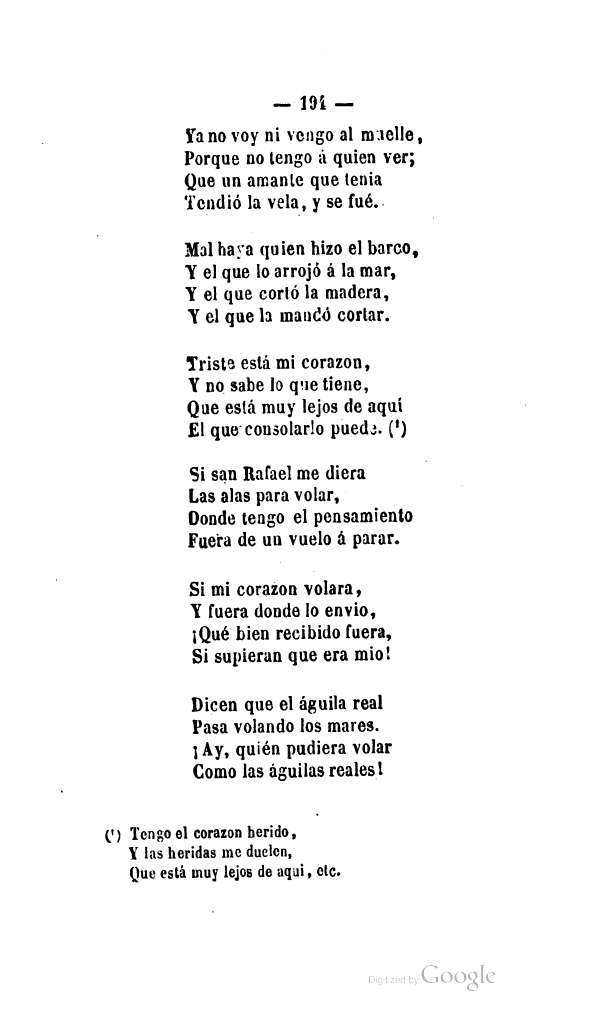 — 194 —
Ya no voy ni vengo al muelle,
Porque no tengo á quien ver;
Que un amante que tenia
Tendió la vela, y se fué.
Mal haya quien hizo el barco,
Y el que lo arrojó á la mar,
Y el que cortó la madera,
Y el que la mandó cortar.
Triste está mi corazon,
Y no sabe lo que tiene,
Que está muy lejos de aquí
El que consolarlo puede. (¹)
Si san Rafael me diera
Las alas para volar,
Donde tengo el pensamiento
Fuera de un vuelo á parar.
Si mi corazon volara,
Y fuera donde lo envio,
¡Qué bien recibido fuera,
Si supieran que era mio!
Dicen que el águila real
Pasa volando los mares.
¡Ay, quién pudiera volar
Como las águilas reales!
(¹) Tengo el corazon herido,
Y las heridas me duelen,
Que está muy lejos de aqui, etc.
Digitized by Google